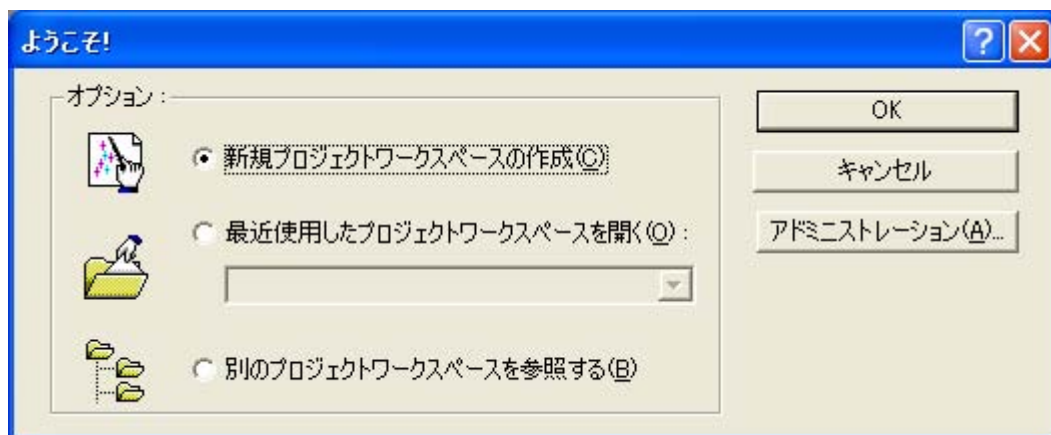 ようこそ!
オプション :
新規プロジェクトワークスペースの作成(C)
最近使用したプロジェクトワークスペースを開く(O) :
別のプロジェクトワークスペースを参照する(B)
OK
キャンセル
アドミニストレーション(A)...